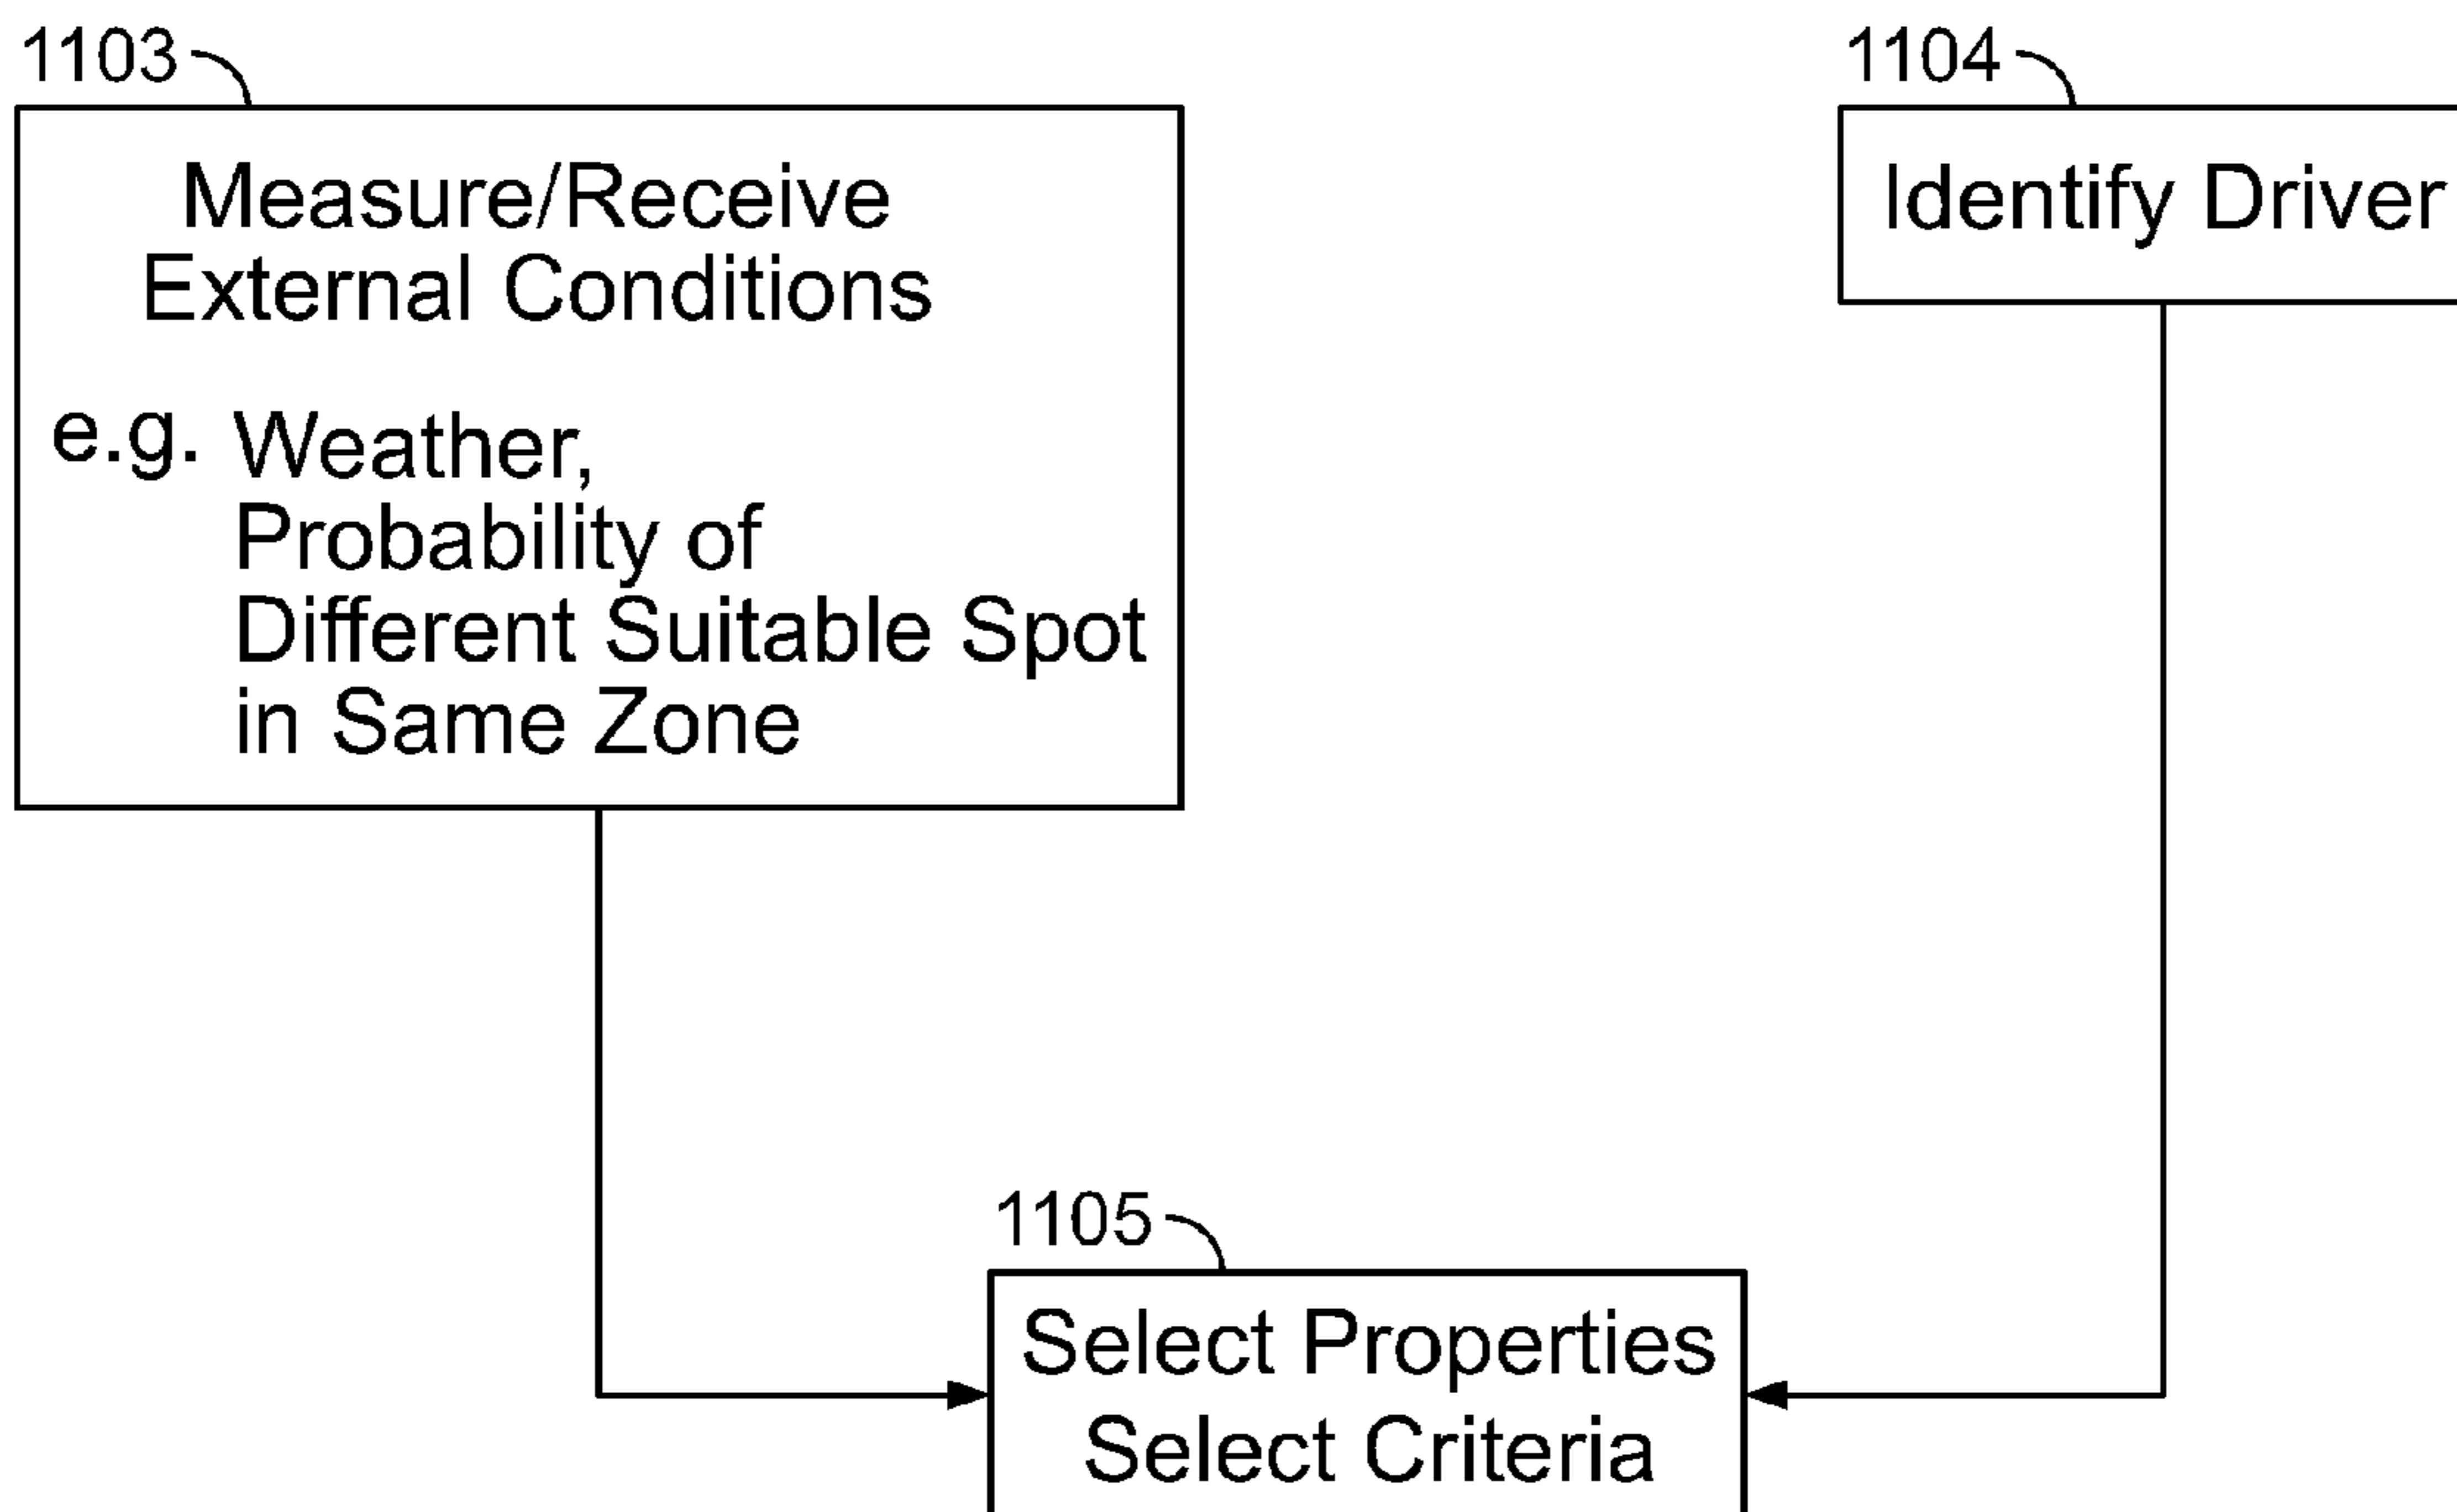 1103
Measure/Receive
External Conditions
e.g. Weather,
Probability of
Different Suitable Spot
in Same Zone
1104
Identify Driver
1105
Select Properties
Select Criteria